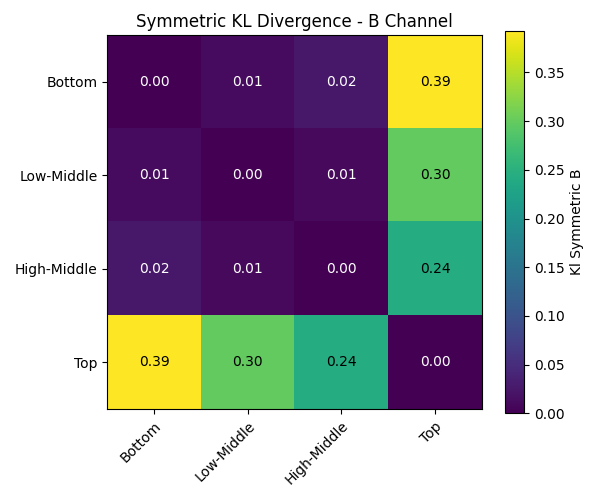 Symmetric KL Divergence - B Channel
Bottom 0.00 0.01 0.02 0.39
Low-Middle 0.01 0.00 0.01 0.30
High-Middle 0.02 0.01 0.00 0.24
Top 0.39 0.30 0.24 0.00
Bottom Low-Middle High-Middle Top
0.35
0.30
0.25
0.20
0.15
0.10
0.05
0.00
Kl Symmetric B